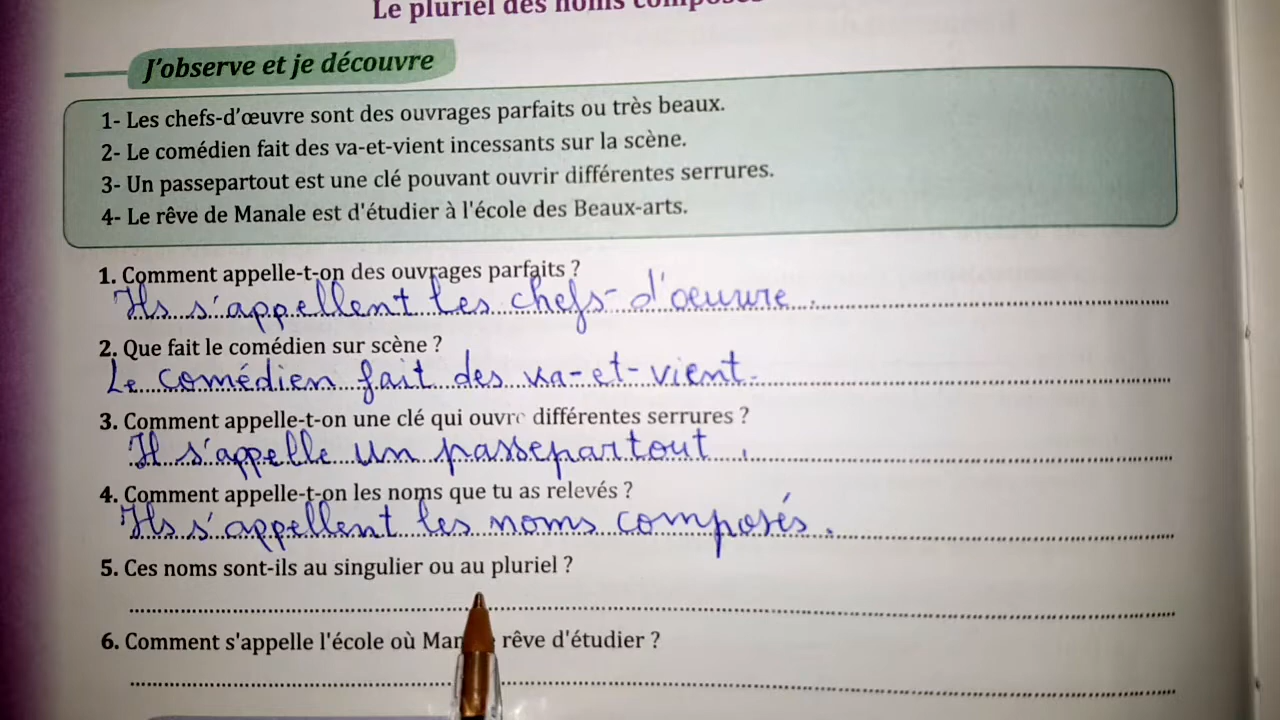 Le pluriel des noms composés
J'observe et je découvre
1- Les chefs-d'œuvre sont des ouvrages parfaits ou très beaux.
2- Le comédien fait des va-et-vient incessants sur la scène.
3- Un passepartout est une clé pouvant ouvrir différentes serrures.
4- Le rêve de Manale est d'étudier à l'école des Beaux-arts.
1. Comment appelle-t-on des ouvrages parfaits ?
Ils s'appellent les chefs-d'oeuvre.
2. Que fait le comédien sur scène ?
Le comédien fait des va-et-vient.
3. Comment appelle-t-on une clé qui ouvre différentes serrures ?
Il s'appelle un passepartout.
4. Comment appelle-t-on les noms que tu as relevés ?
Ils s'appellent les noms composés.
5. Ces noms sont-ils au singulier ou au pluriel ?
6. Comment s'appelle l'école où Manale rêve d'étudier ?